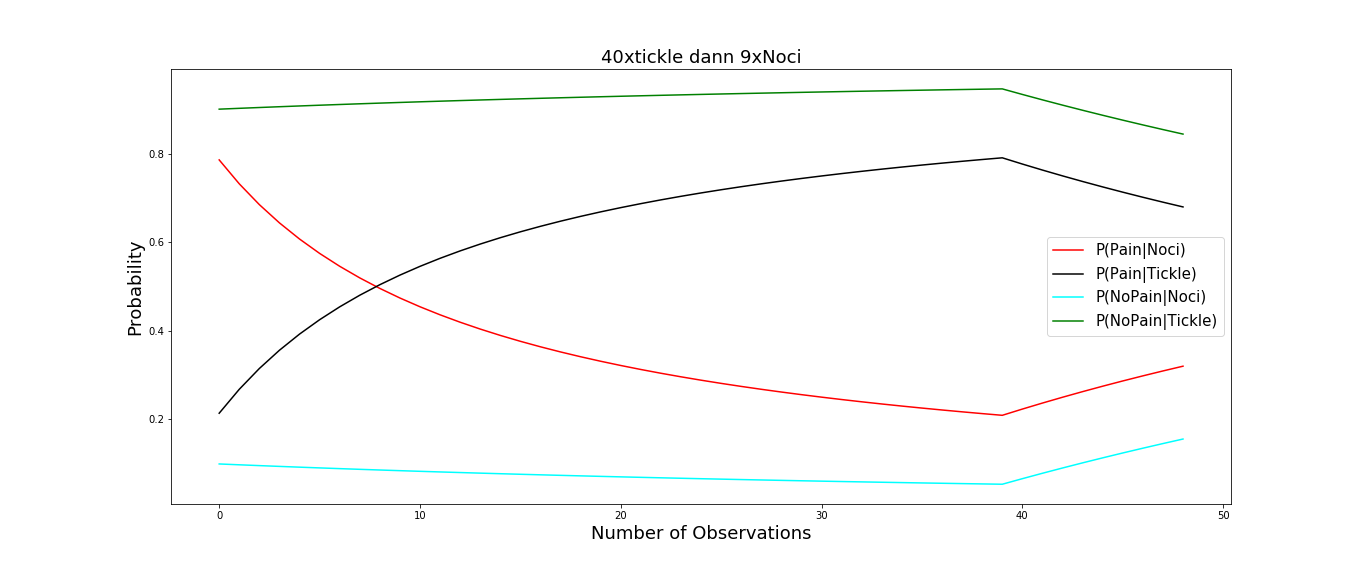 40xtickle dann 9xNoci
Probability
0.8
0.6
0.4
0.2
P(Pain|Noci)
P(Pain|Tickle)
P(NoPain|Noci)
P(NoPain|Tickle)
0
10
20
30
40
50
Number of Observations